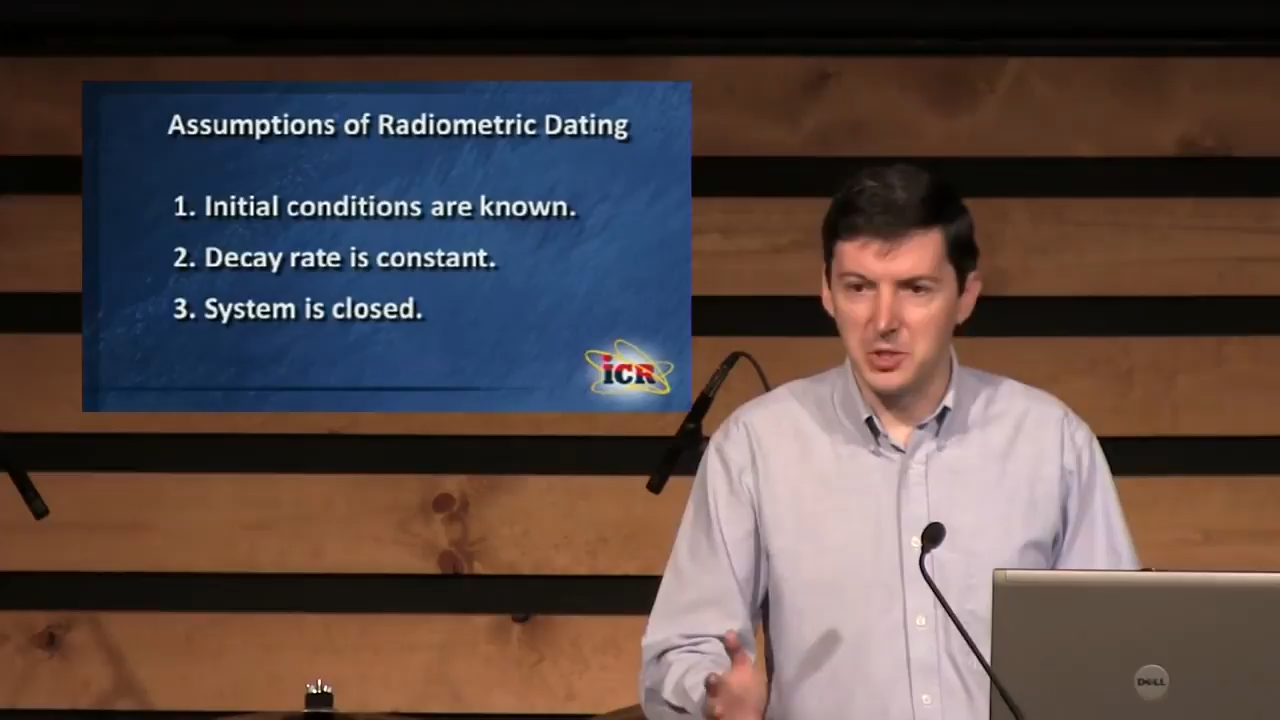 Assumptions of Radiometric Dating
1. Initial conditions are known.
2. Decay rate is constant.
3. System is closed.
iCR
DELL